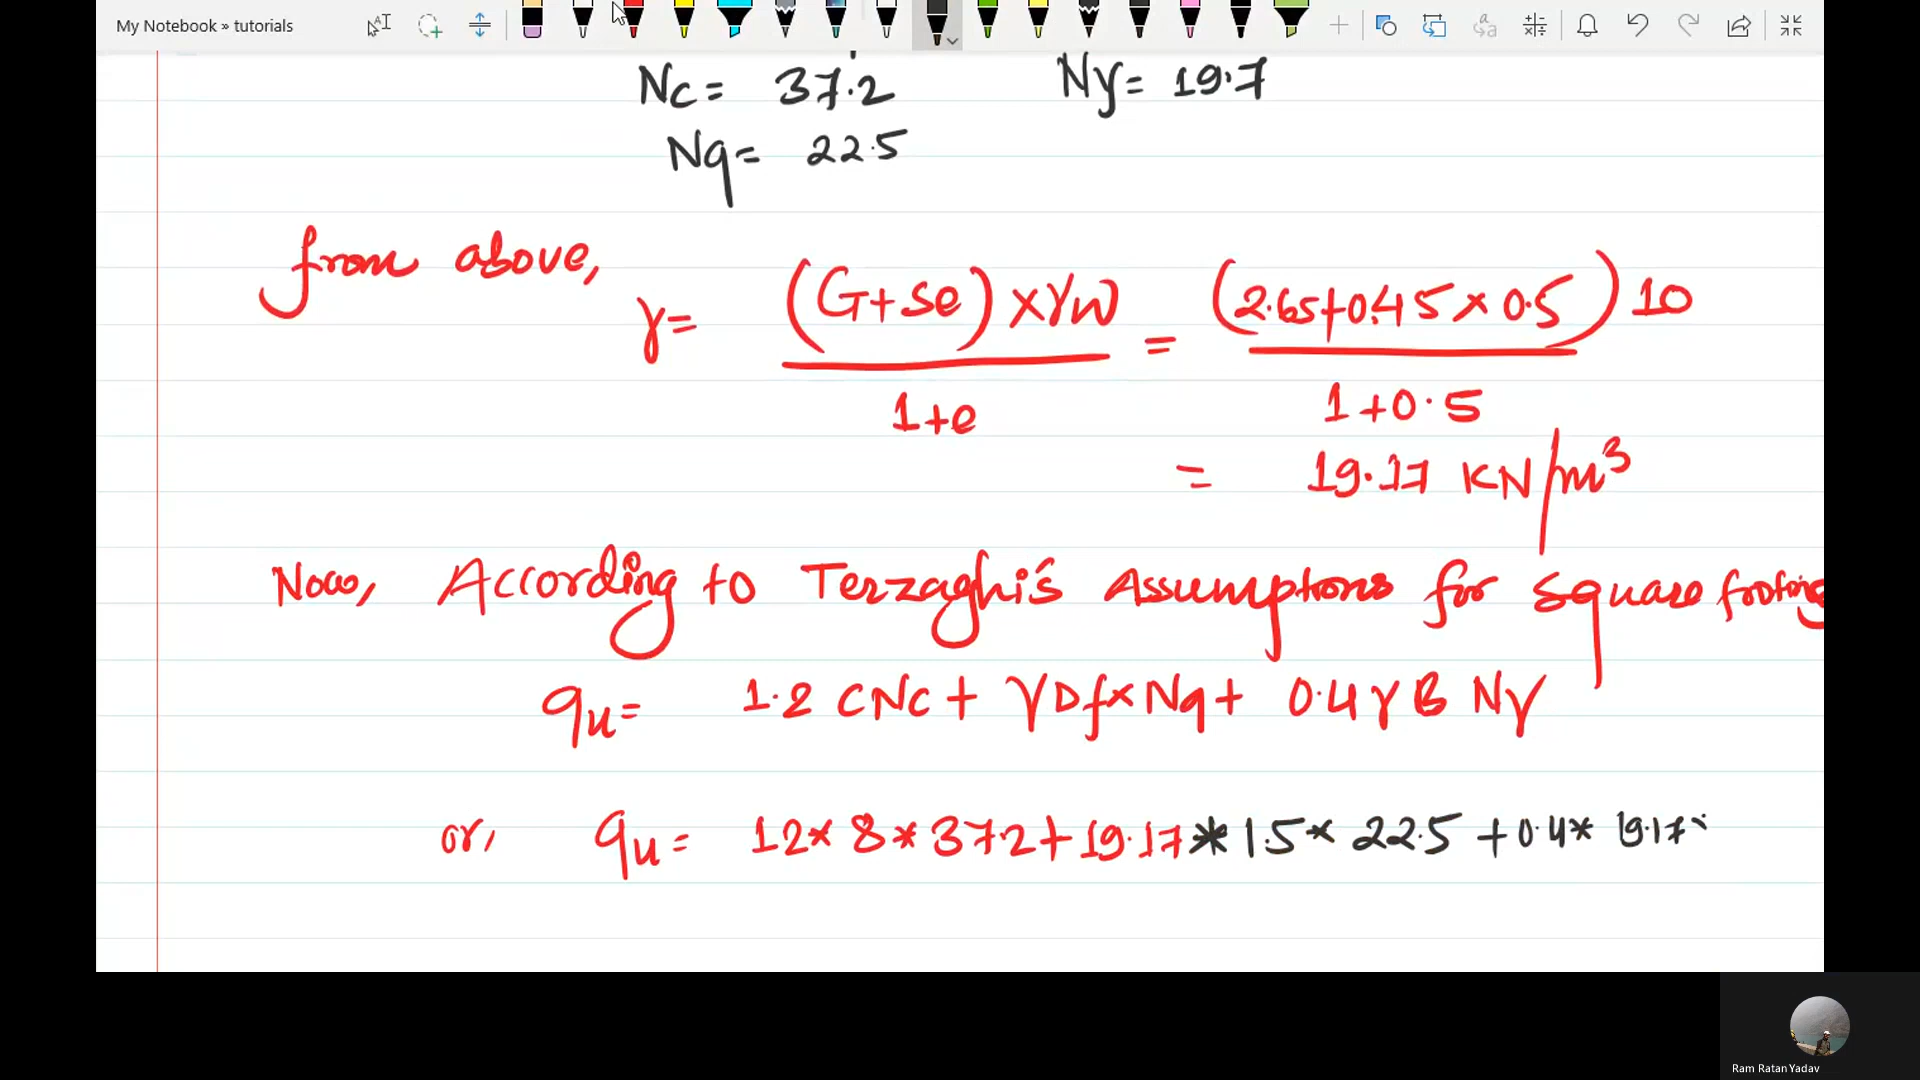 My Notebook » tutorials
Nc = 37.2 Nγ = 19.7
Nq = 22.5
from above,
γ = (G+se) × γw / 1+e = (2.65+0.45 × 0.5) 10 / 1+0.5
= 19.17 KN/m³
Now, According to Terzaghi's Assumptions for square footing
qu = 1.2 CNc + γDf × Nq + 0.4 γ B Nγ
or, qu = 1.2 * 8 * 37.2 + 19.17 * 1.5 * 22.5 + 0.4 * 19.17
Ram Ratan Yadav